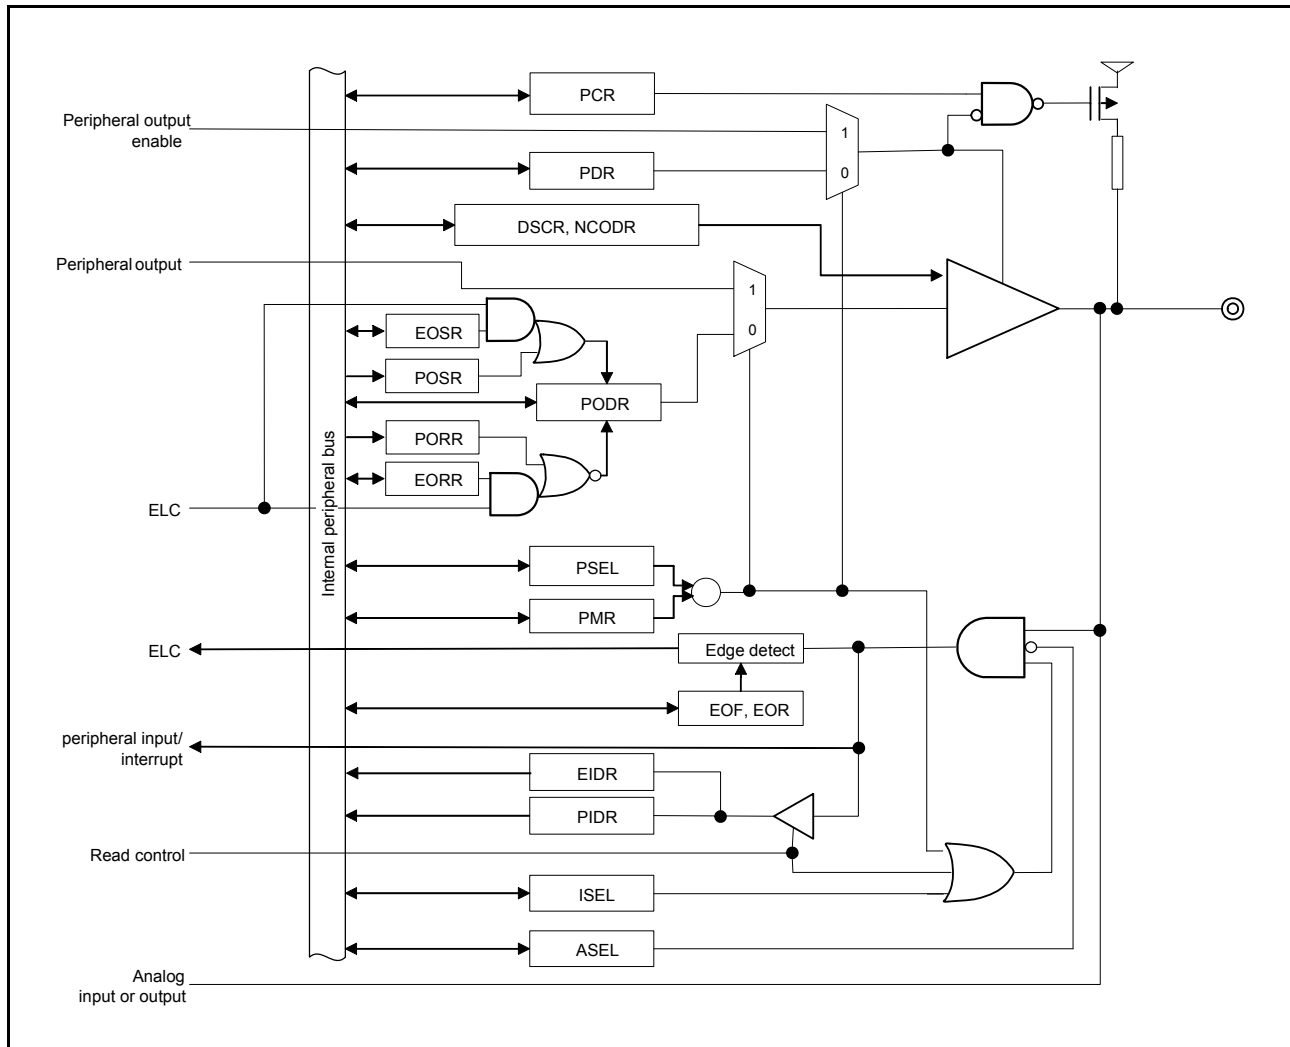 PCR
Peripheral output
enable
1
0
PDR
DSCR, NCODR
Peripheral output
1
0
EOSR
POSR
PODR
PORR
EORR
ELC
Internal peripheral bus
PSEL
PMR
ELC
Edge detect
EOF, EOR
peripheral input/
interrupt
EIDR
PIDR
Read control
ISEL
ASEL
Analog
input or output